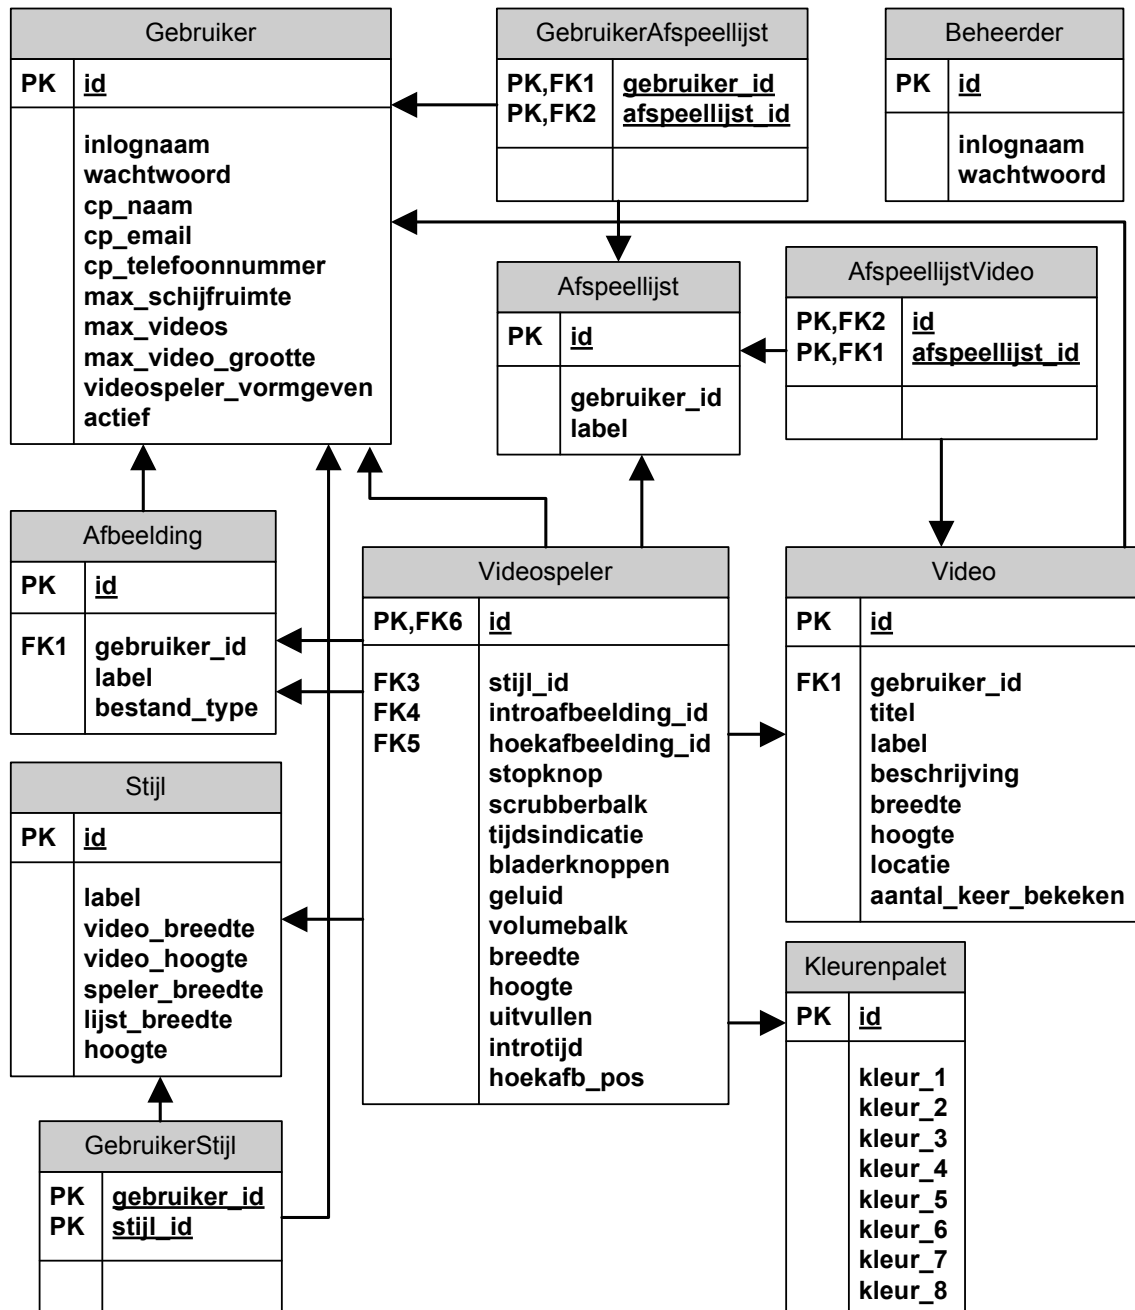 Gebruiker
PK id
inlognaam
wachtwoord
cp_naam
cp_email
cp_telefoonnummer
max_schijfruimte
max_videos
max_video_grootte
videospeler_vormgeven
actief
GebruikerAfspeellijst
PK,FK1 gebruiker_id
PK,FK2 afspeellijst_id
Beheerder
PK id
inlognaam
wachtwoord
Afspeellijst
PK id
gebruiker_id
label
AfspeellijstVideo
PK,FK2 id
PK,FK1 afspeellijst_id
Afbeelding
PK id
FK1 gebruiker_id
label
bestand_type
Videospeler
PK,FK6 id
FK3 stijl_id
FK4 introafbeelding_id
FK5 hoekafbeelding_id
stopknop
scrubberbalk
tijdsindicatie
bladerknoppen
geluid
volumebalk
breedte
hoogte
uitvullen
introtijd
hoekafb_pos
Video
PK id
FK1 gebruiker_id
titel
label
beschrijving
breedte
hoogte
locatie
aantal_keer_bekeken
Stijl
PK id
label
video_breedte
video_hoogte
speler_breedte
lijst_breedte
hoogte
Kleurenpalet
PK id
kleur_1
kleur_2
kleur_3
kleur_4
kleur_5
kleur_6
kleur_7
kleur_8
GebruikerStijl
PK gebruiker_id
PK stijl_id